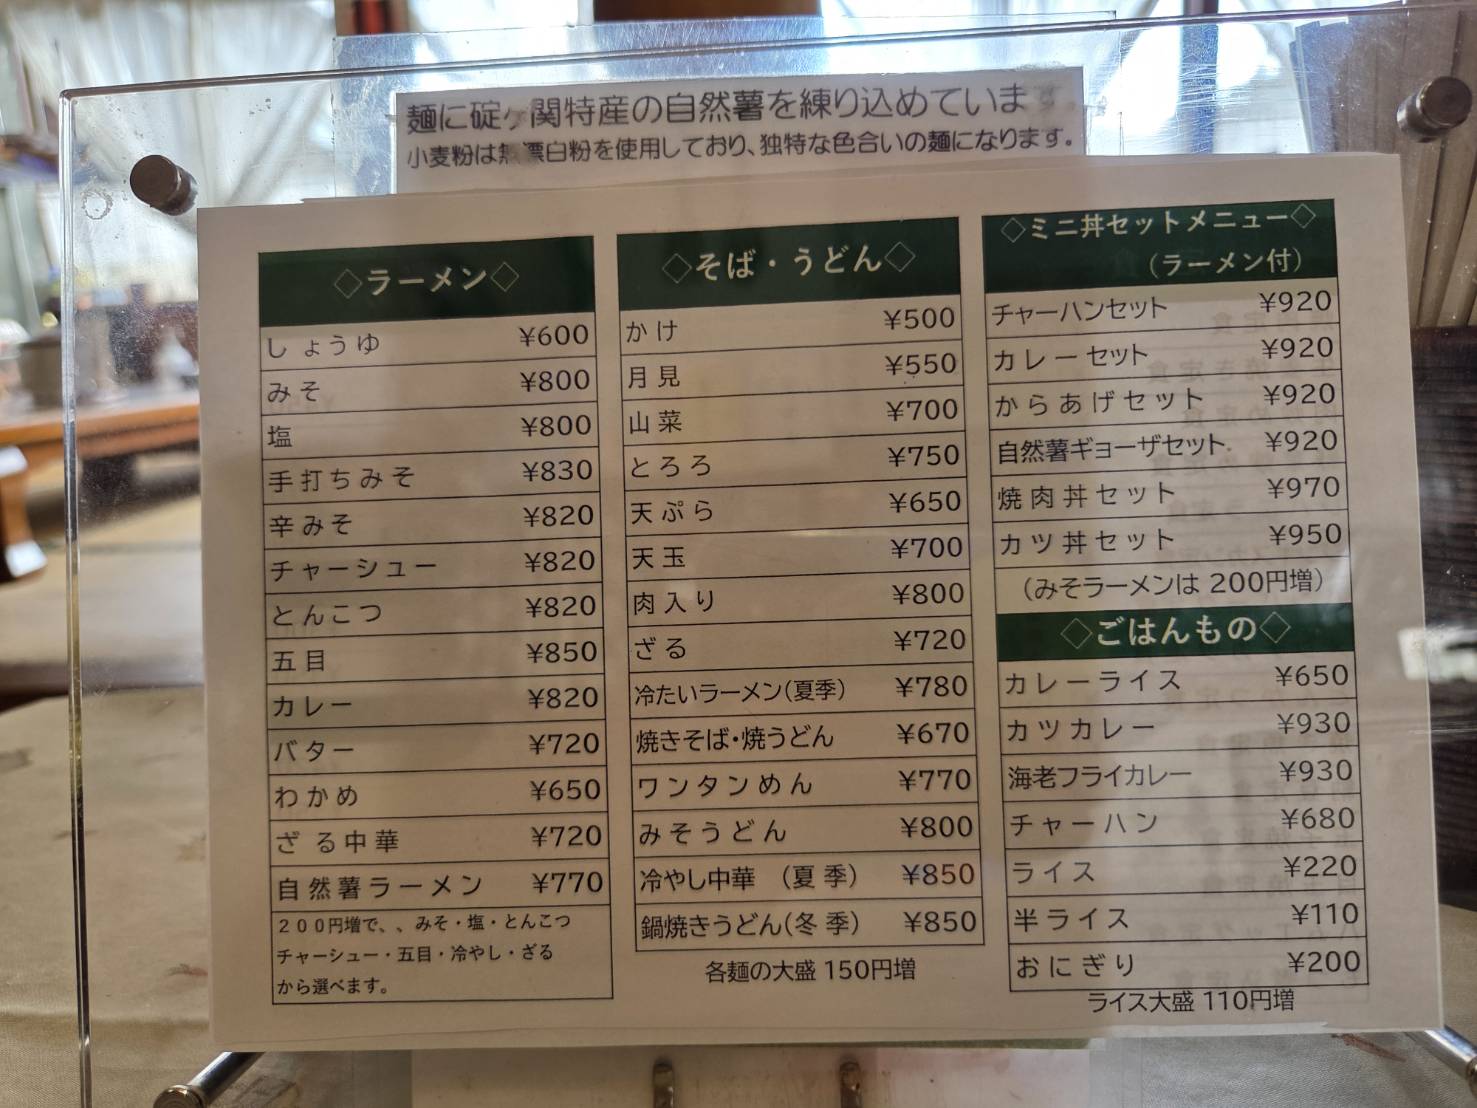 麺に碇ヶ関特産の自然薯を練り込めています。
小麦粉は無漂白粉を使用しており、独特な色合いの麺になります。
◇ラーメン◇
しょうゆ ¥600
みそ ¥800
塩 ¥800
手打ちみそ ¥830
辛みそ ¥820
チャーシュー ¥820
とんこつ ¥820
五目 ¥850
カレー ¥820
バター ¥720
わかめ ¥650
ざる中華 ¥720
自然薯ラーメン ¥770
200円増で、、みそ・塩・とんこつ
チャーシュー・五目・冷やし・ざる
から選べます。
◇そば・うどん◇
かけ ¥500
月見 ¥550
山菜 ¥700
とろろ ¥750
天ぷら ¥650
天玉 ¥700
肉入り ¥800
ざる ¥720
冷たいラーメン(夏季) ¥780
焼きそば・焼うどん ¥670
ワンタンめん ¥770
みそうどん ¥800
冷やし中華 (夏季) ¥850
鍋焼きうどん(冬季) ¥850
各麺の大盛 150円増
◇ミニ丼セットメニュー◇
(ラーメン付)
チャーハンセット ¥920
カレーセット ¥920
からあげセット ¥920
自然薯ギョーザセット ¥920
焼肉丼セット ¥970
カツ丼セット ¥950
(みそラーメンは 200円増)
◇ごはんもの◇
カレーライス ¥650
カツカレー ¥930
海老フライカレー ¥930
チャーハン ¥680
ライス ¥220
半ライス ¥110
おにぎり ¥200
ライス大盛 110円増